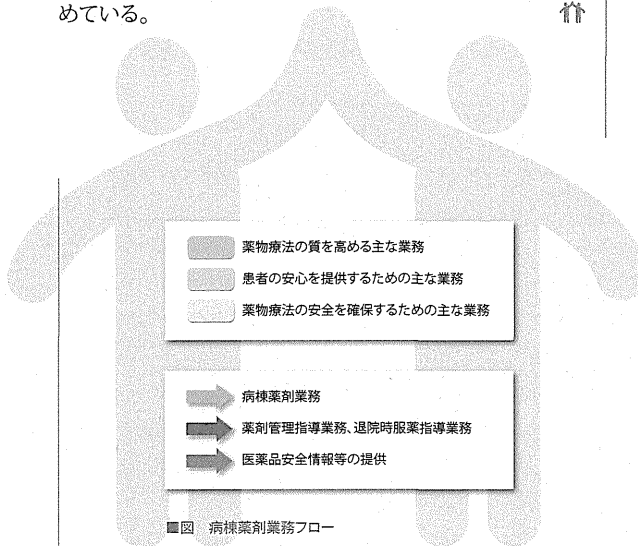 めている。
薬物療法の質を高める主な業務
患者の安心を提供するための主な業務
薬物療法の安全を確保するための主な業務
病棟薬剤業務
薬剤管理指導業務、退院時服薬指導業務
医薬品安全情報等の提供
■図 病棟薬剤業務フロー